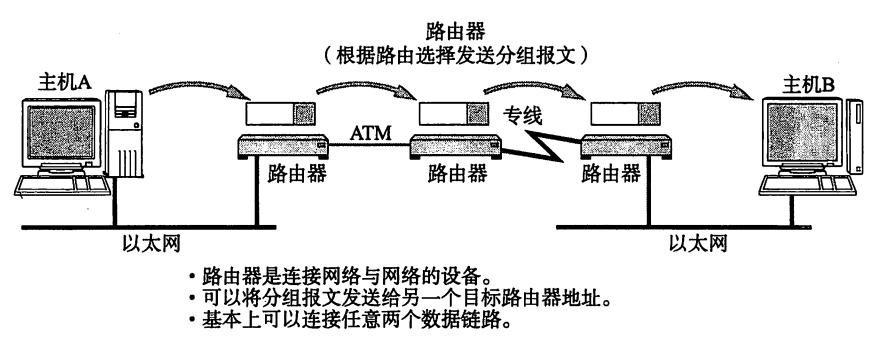 路由器
（根据路由选择发送分组报文）
主机A
主机B
专线
ATM
路由器
路由器
路由器
以太网
以太网
·路由器是连接网络与网络的设备。
·可以将分组报文发送给另一个目标路由器地址。
·基本上可以连接任意两个数据链路。